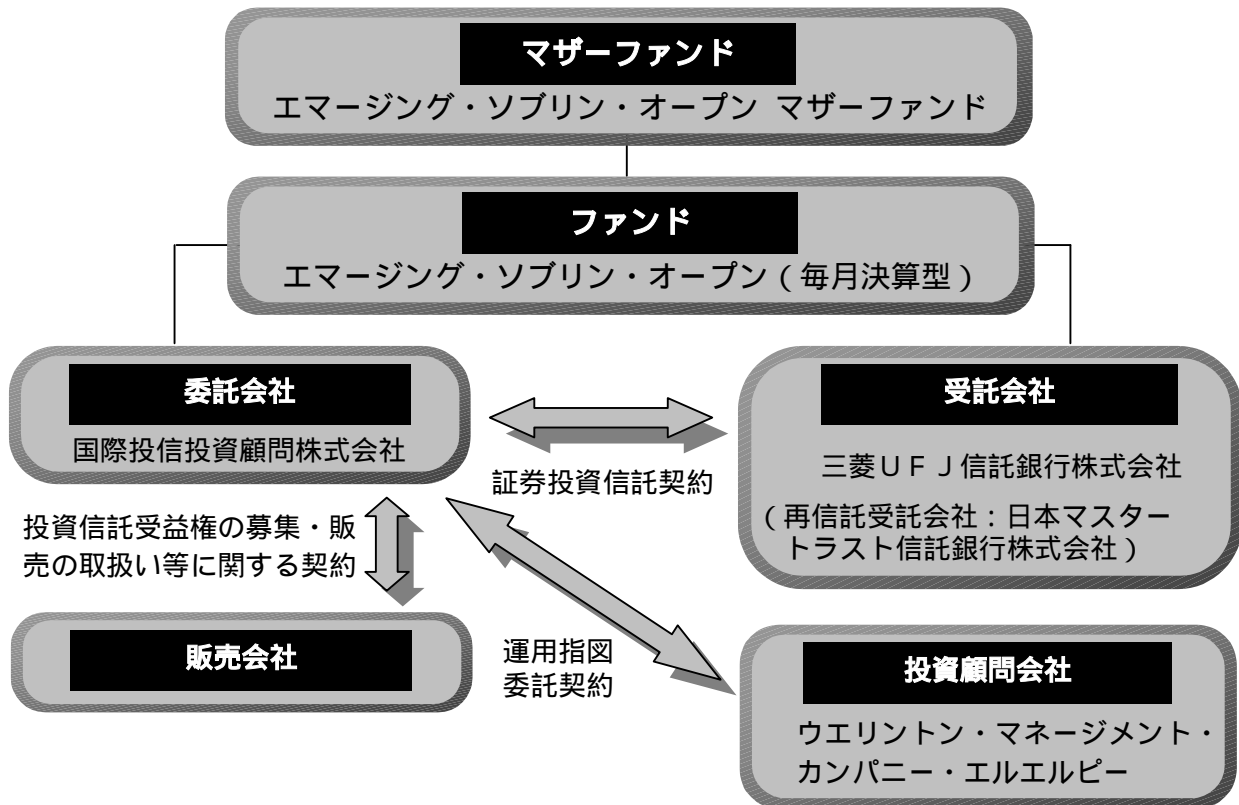 マザーファンド
エマージング・ソブリン・オープン マザーファンド
ファンド
エマージング・ソブリン・オープン(毎月決算型)
委託会社
国際投信投資顧問株式会社
証券投資信託契約
受託会社
三菱UFJ信託銀行株式会社
(再信託受託会社:日本マスター
トラスト信託銀行株式会社)
投資信託受益権の募集・販
売の取扱い等に関する契約
販売会社
運用指図
委託契約
投資顧問会社
ウエリントン・マネージメント・
カンパニー・エルエルピー